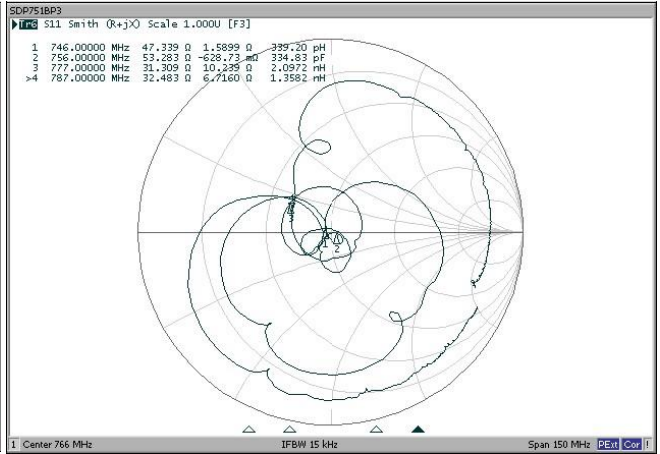 SDP751BP3
Tr6 S11 Smith (R+jX) Scale 1.000U [F3]
1 746.00000 MHz 47.339 Ω 1.5899 Ω 339.20 pH
2 756.00000 MHz 53.283 Ω -628.73 mΩ 334.83 pF
3 777.00000 MHz 31.309 Ω 10.239 Ω 2.0972 nH
>4 787.00000 MHz 32.483 Ω 6.7160 Ω 1.3582 nH
1
2
1 Center 766 MHz IFBW 15 kHz Span 150 MHz PExt Cor !